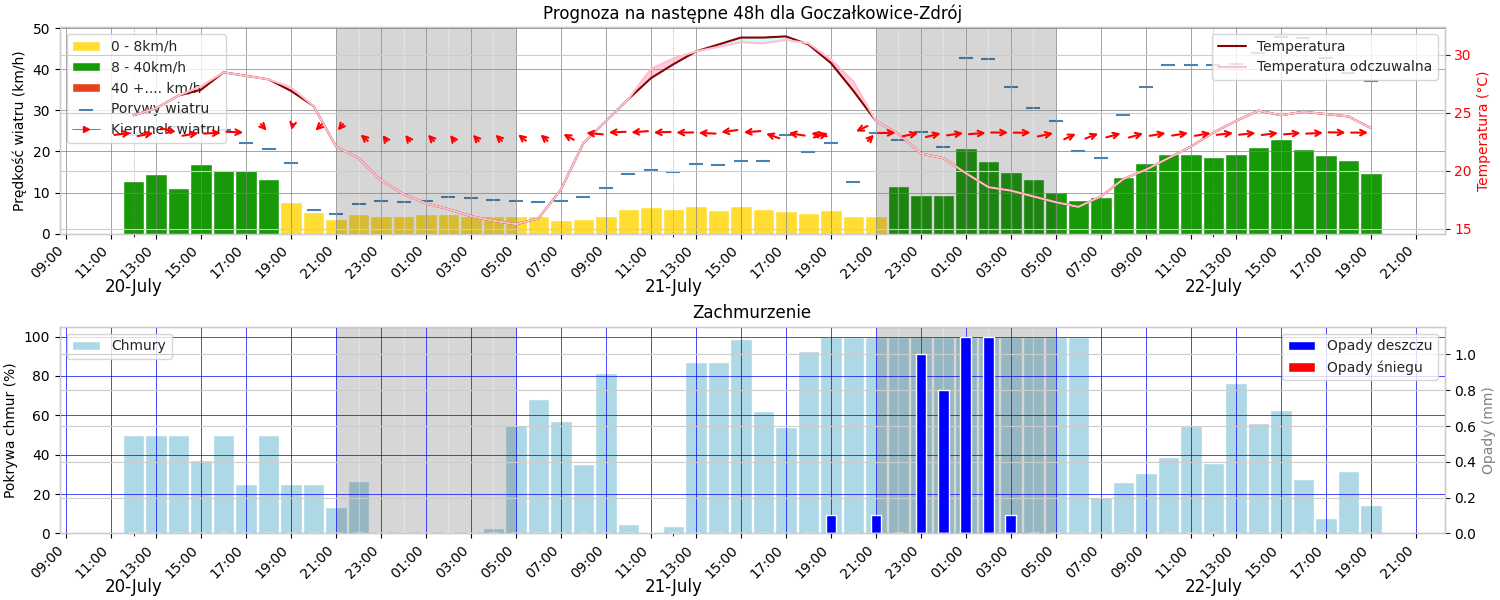 Prognoza na następne 48h dla Goczałkowice-Zdrój
Prędkość wiatru (km/h)
50
40
30
20
10
0
0 - 8km/h
8 - 40km/h
40 +.... km/h
Porywy wiatru
Kierunek wiatru
Temperatura
Temperatura odczuwalna
30
25
20
15
Temperatura (°C)
09:00 11:00 13:00 15:00 17:00 19:00 21:00 23:00 01:00 03:00 05:00 07:00 09:00 11:00 13:00 15:00 17:00 19:00 21:00 23:00 01:00 03:00 05:00 07:00 09:00 11:00 13:00 15:00 17:00 19:00 21:00
20-July 21-July 22-July
Zachmurzenie
Pokrywa chmur (%)
100
80
60
40
20
0
Chmury
Opady deszczu
Opady śniegu
1.0
0.8
0.6
0.4
0.2
0.0
Opady (mm)
09:00 11:00 13:00 15:00 17:00 19:00 21:00 23:00 01:00 03:00 05:00 07:00 09:00 11:00 13:00 15:00 17:00 19:00 21:00 23:00 01:00 03:00 05:00 07:00 09:00 11:00 13:00 15:00 17:00 19:00 21:00
20-July 21-July 22-July